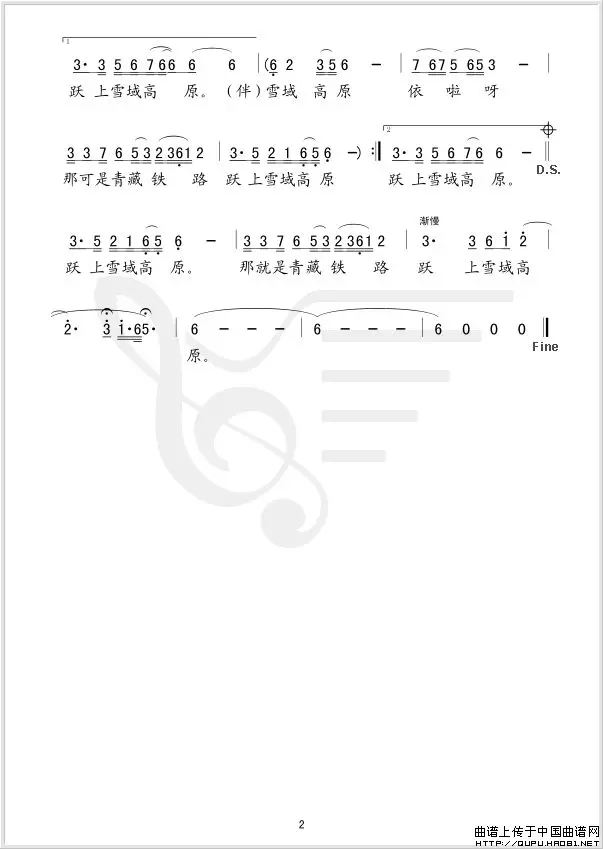 1
3· 3 5 6 7 6 6 6 6 | (6 2 3 5 6 - | 7 6 7 5 6 5 3 - |
跃 上雪域高 原。(伴)雪域 高原 依 啦 呀
2
3 3 7 6 5 3 2 3 6 1 2 | 3· 5 2 1 6 5 6 -) :| 3· 3 5 6 7 6 6 - ||
D.S.
那可是青藏 铁 路 跃 上雪域高原 跃 上雪域高 原。
渐慢
3· 5 2 1 6 5 6 - | 3 3 7 6 5 3 2 3 6 1 2 | 3· 3 6 1 2 |
跃 上雪域高 原。 那就是青藏 铁 路 跃 上雪域高
2· 3 1· 6 5· | 6 - - - | 6 - - - | 6 0 0 0 ||
Fine
原。
2
曲谱上传于中国曲谱网
HTTP://QUPU.HAO81.NET